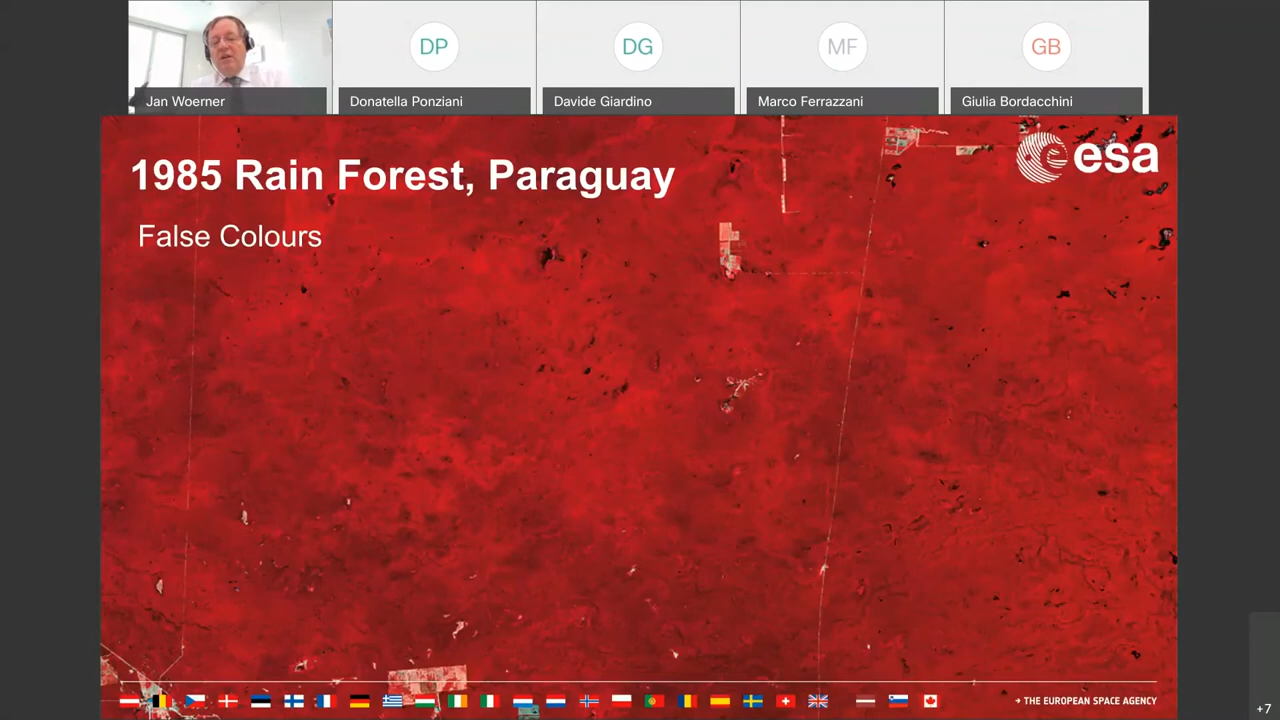 DP
DG
MF
GB
Jan Woerner
Donatella Ponziani
Davide Giardino
Marco Ferrazzani
Giulia Bordacchini
1985 Rain Forest, Paraguay
esa
False Colours
→ THE EUROPEAN SPACE AGENCY
+7